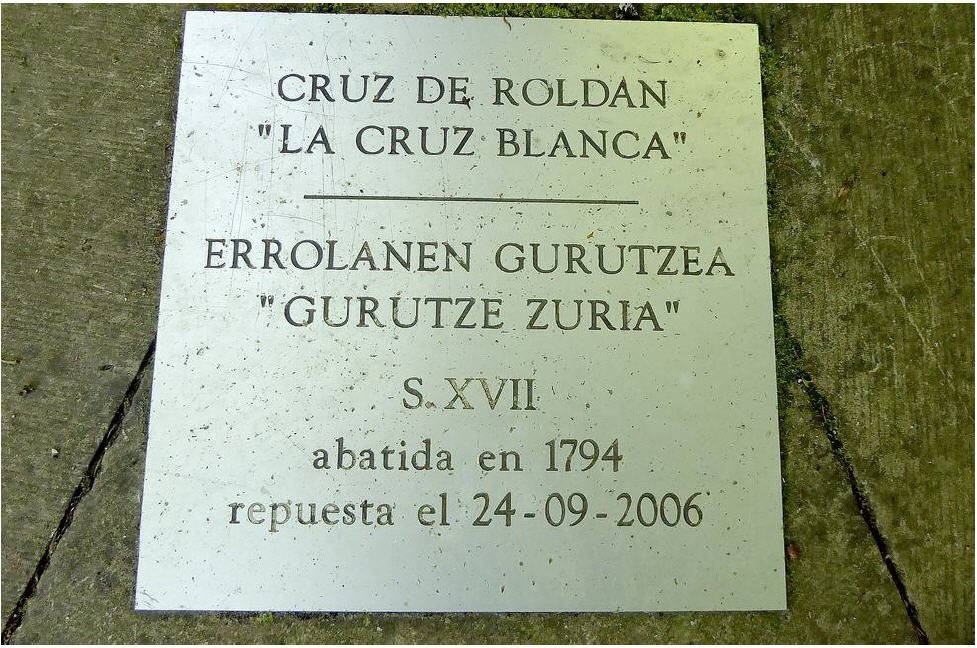 CRUZ DE ROLDAN
"LA CRUZ BLANCA"
ERROLANEN GURUTZEA
"GURUTZE ZURIA"
S.XVII
abatida en 1794
repuesta el 24-09-2006